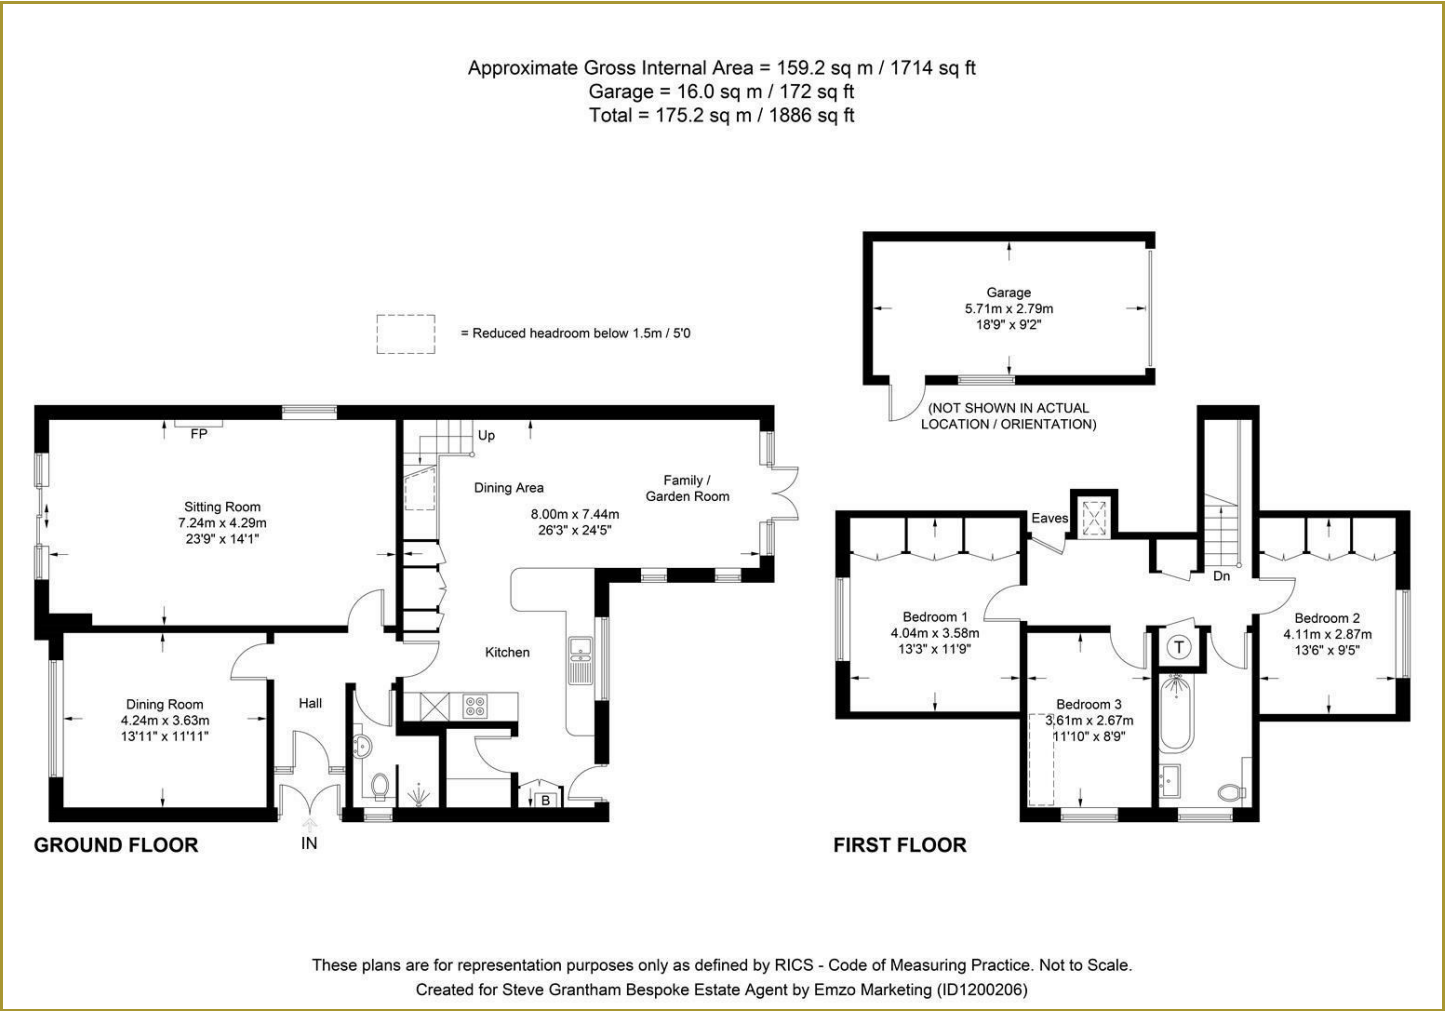 Approximate Gross Internal Area = 159.2 sq m / 1714 sq ft
Garage = 16.0 sq m / 172 sq ft
Total = 175.2 sq m / 1886 sq ft
Garage
5.71m x 2.79m
18'9" x 9'2"
(NOT SHOWN IN ACTUAL
LOCATION / ORIENTATION)
= Reduced headroom below 1.5m / 5'0
FP
Up
Sitting Room
7.24m x 4.29m
23'9" x 14'1"
Dining Area
Family /
Garden Room
8.00m x 7.44m
26'3" x 24'5"
Kitchen
Dining Room
4.24m x 3.63m
13'11" x 11'11"
Hall
B
IN
GROUND FLOOR
Eaves
Dn
Bedroom 1
4.04m x 3.58m
13'3" x 11'9"
Bedroom 2
4.11m x 2.87m
13'6" x 9'5"
T
Bedroom 3
3.61m x 2.67m
11'10" x 8'9"
FIRST FLOOR
These plans are for representation purposes only as defined by RICS - Code of Measuring Practice. Not to Scale.
Created for Steve Grantham Bespoke Estate Agent by Emzo Marketing (ID1200206)